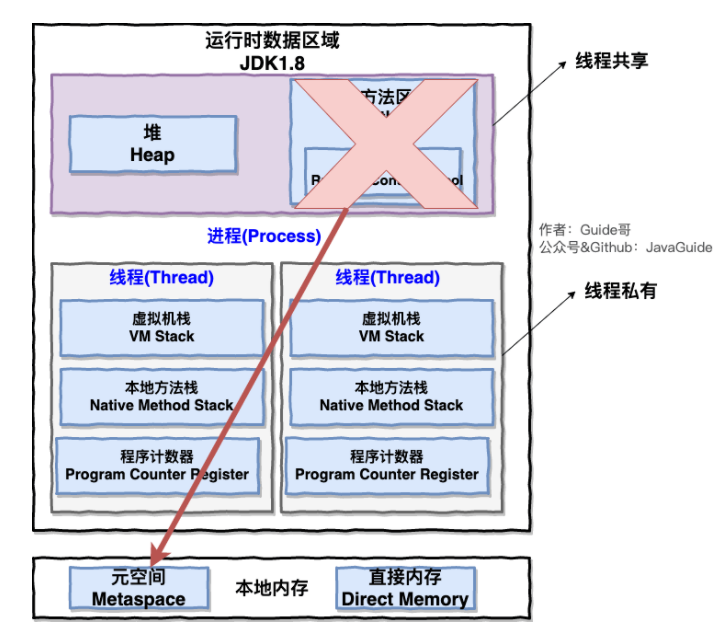 运行时数据区域
JDK1.8
线程共享
方法区
堆
Heap
进程(Process)
作者：Guide哥
公众号&Github：JavaGuide
线程(Thread)
线程(Thread)
线程私有
虚拟机栈
VM Stack
虚拟机栈
VM Stack
本地方法栈
Native Method Stack
本地方法栈
Native Method Stack
程序计数器
Program Counter Register
程序计数器
Program Counter Register
元空间
Metaspace
本地内存
直接内存
Direct Memory